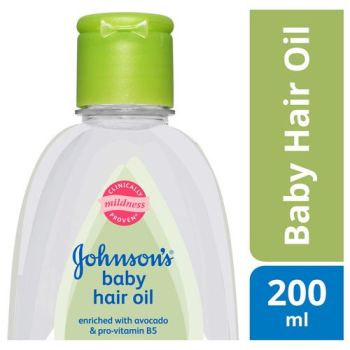 CLINICALLY
mildness
PROVEN
Johnson's
baby
hair oil
enriched with avocado
& pro-vitamin B5
Baby Hair Oil
200
ml